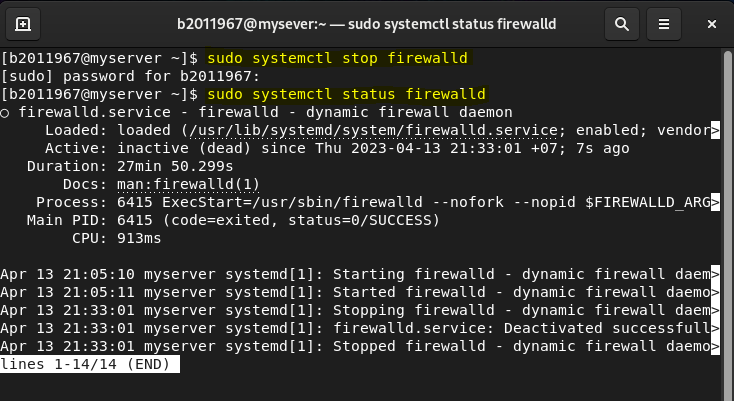 b2011967@mysever:~ — sudo systemctl status firewalld
[b2011967@myserver ~]$ sudo systemctl stop firewalld
[sudo] password for b2011967:
[b2011967@myserver ~]$ sudo systemctl status firewalld
○ firewalld.service - firewalld - dynamic firewall daemon
     Loaded: loaded (/usr/lib/systemd/system/firewalld.service; enabled; vendor>
     Active: inactive (dead) since Thu 2023-04-13 21:33:01 +07; 7s ago
   Duration: 27min 50.299s
       Docs: man:firewalld(1)
    Process: 6415 ExecStart=/usr/sbin/firewalld --nofork --nopid $FIREWALLD_ARG>
   Main PID: 6415 (code=exited, status=0/SUCCESS)
        CPU: 913ms

Apr 13 21:05:10 myserver systemd[1]: Starting firewalld - dynamic firewall daem>
Apr 13 21:05:11 myserver systemd[1]: Started firewalld - dynamic firewall daemo>
Apr 13 21:33:01 myserver systemd[1]: Stopping firewalld - dynamic firewall daem>
Apr 13 21:33:01 myserver systemd[1]: firewalld.service: Deactivated successfull>
Apr 13 21:33:01 myserver systemd[1]: Stopped firewalld - dynamic firewall daemo>
lines 1-14/14 (END)